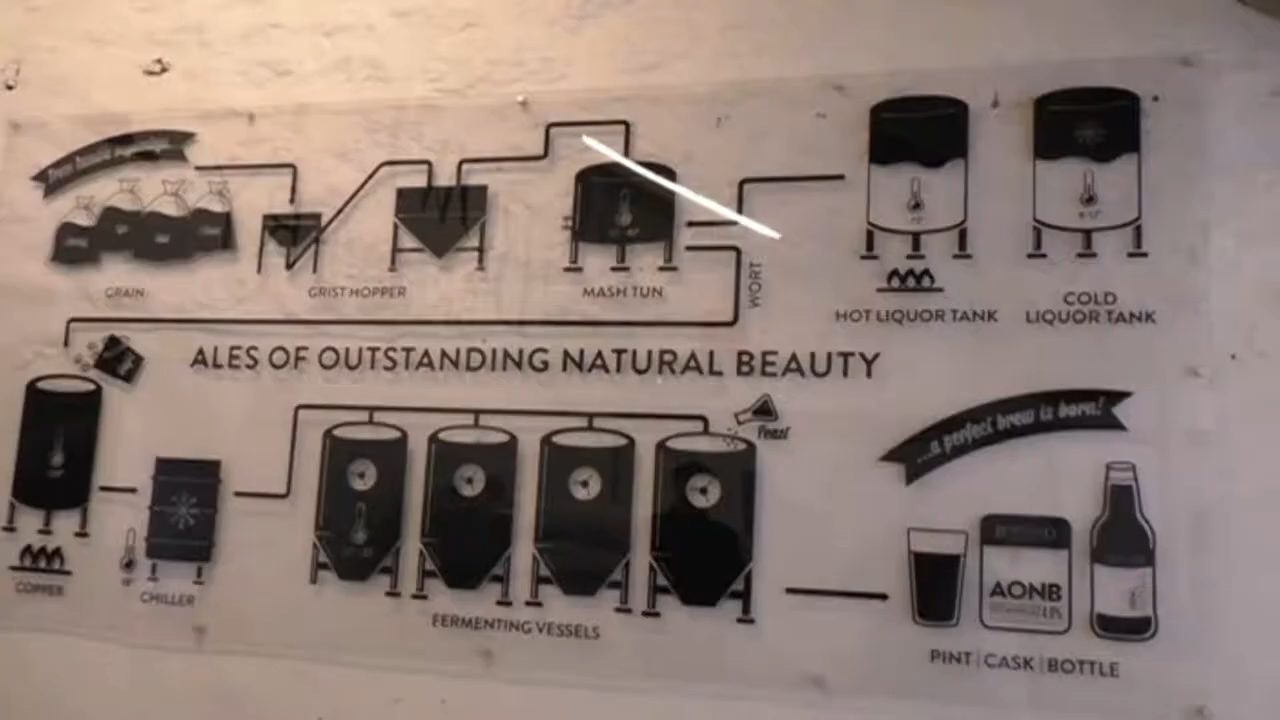 GRAIN
GRIST HOPPER
MASH TUN
WORT
HOT LIQUOR TANK
COLD
LIQUOR TANK
ALES OF OUTSTANDING NATURAL BEAUTY
Yeast
...a perfect brew is born!
COPPER
CHILLER
FERMENTING VESSELS
AONB
PINT | CASK | BOTTLE